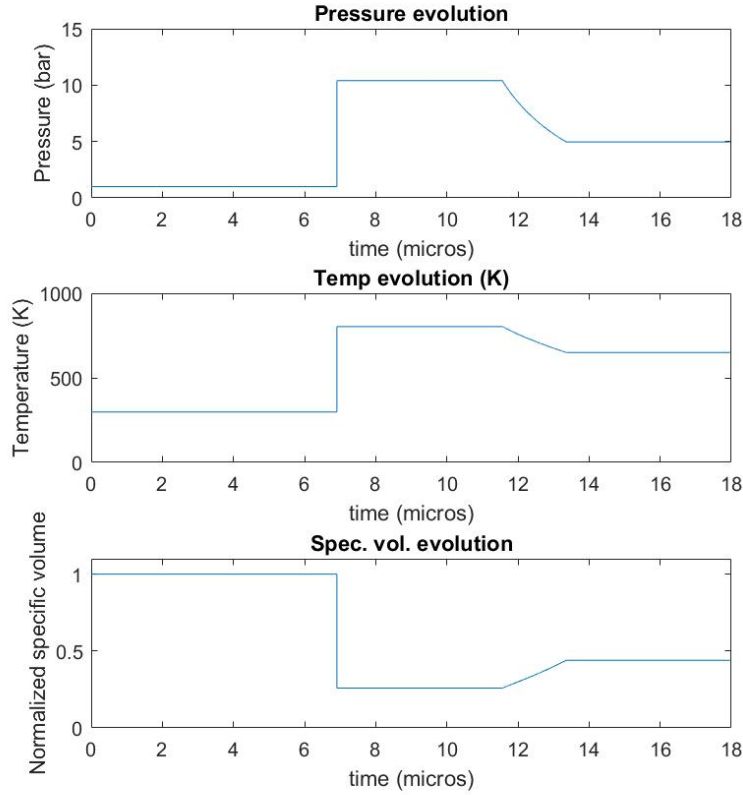 Pressure evolution
15
10
5
0
Pressure (bar)
0 2 4 6 8 10 12 14 16 18
time (micros)
Temp evolution (K)
1000
500
0
Temperature (K)
0 2 4 6 8 10 12 14 16 18
time (micros)
Spec. vol. evolution
1
0.5
0
Normalized specific volume
0 2 4 6 8 10 12 14 16 18
time (micros)